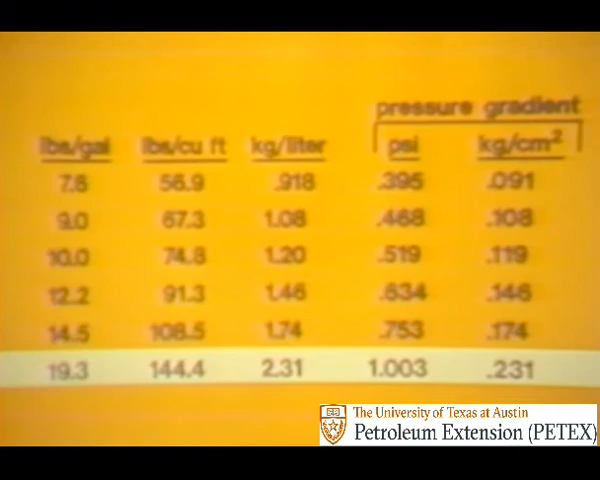 pressure gradient
lbs/gal lbs/cu ft kg/liter psi kg/cm²
7.6 56.9 .918 .395 .091
9.0 67.3 1.08 .468 .108
10.0 74.8 1.20 .519 .119
12.2 91.3 1.46 .634 .146
14.5 108.5 1.74 .753 .174
19.3 144.4 2.31 1.003 .231
The University of Texas at Austin
Petroleum Extension (PETEX)